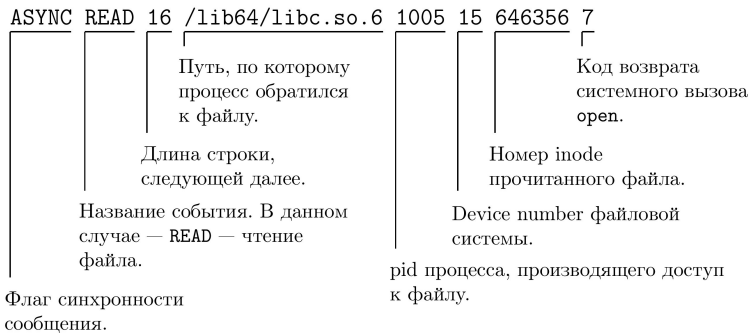 ASYNC READ 16 /lib64/libc.so.6 1005 15 646356 7
Путь, по которому
процесс обратился
к файлу.
Код возврата
системного вызова
open.
Длина строки,
следующей далее.
Номер inode
прочитанного файла.
Название события. В данном
случае — READ — чтение
файла.
Device number файловой
системы.
pid процесса, производящего доступ
к файлу.
Флаг синхронности
сообщения.